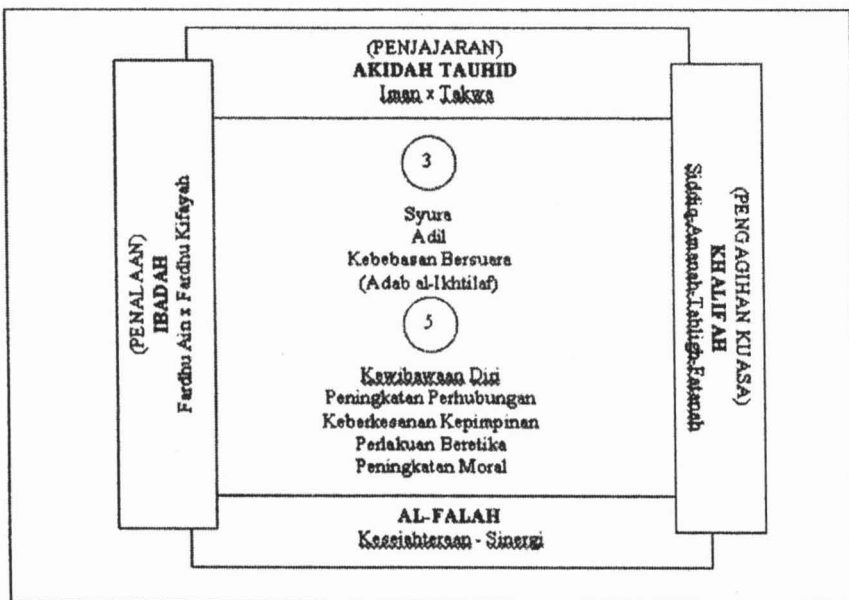 (PENJAJARAN)
AKIDAH TAUHID
Iman x Takwa
(PENALAAN)
IBADAH
Fardhu Ain x Fardhu Kifayah
3
Syura
Adil
Kebebasan Bersuara
(Adab al-Ikhtilaf)
5
Kewibawaan Diri
Peningkatan Perhubungan
Keberkesanan Kepimpinan
Perlakuan Beretika
Peningkatan Moral
(PENGAGIHAN KUASA)
KHALIFAH
Siddiq-Amanah-Tabligh-Fatanah
AL-FALAH
Kesejahteraan - Sinergi